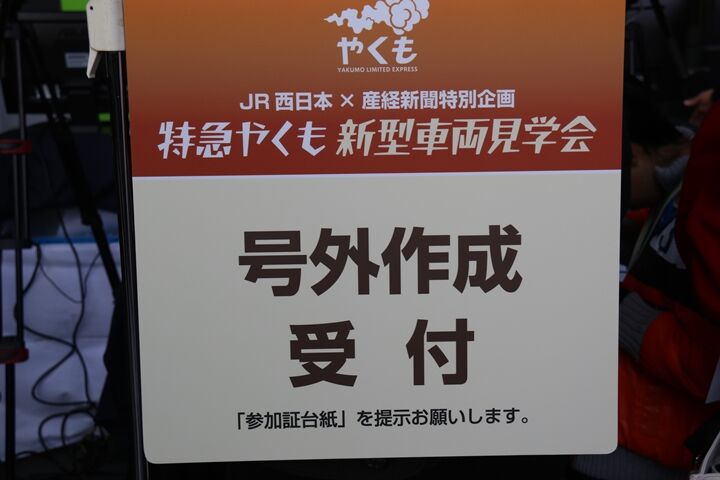 やくも
YAKUMO LIMITED EXPRESS
JR西日本×産経新聞特別企画
特急やくも 新型車両見学会
号外作成
受 付
「参加証台紙」を提示お願いします。